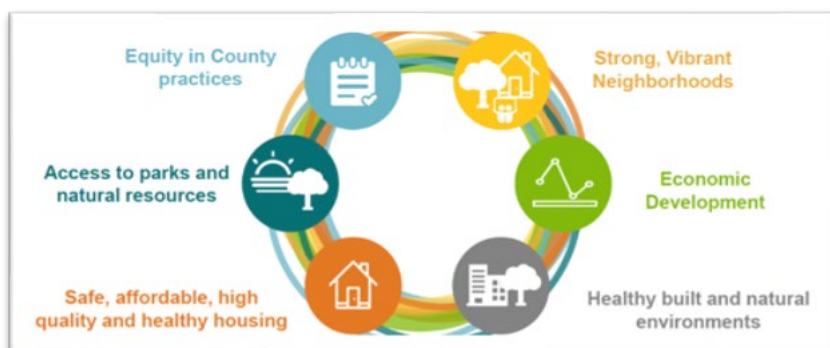 Equity in County
practices
Strong, Vibrant
Neighborhoods
Access to parks and
natural resources
Economic
Development
Safe, affordable, high
quality and healthy housing
Healthy built and natural
environments